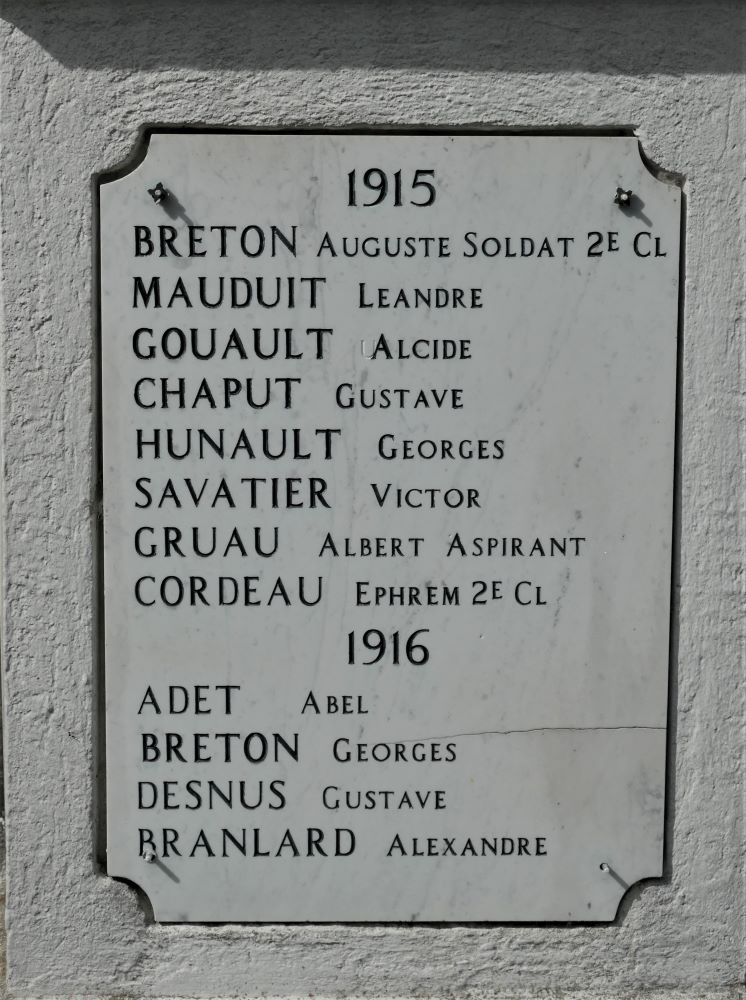 1915
BRETON AUGUSTE SOLDAT 2E CL
MAUDUIT LEANDRE
GOUAULT ALCIDE
CHAPUT GUSTAVE
HUNAULT GEORGES
SAVATIER VICTOR
GRUAU ALBERT ASPIRANT
CORDEAU EPHREM 2E CL
1916
ADET ABEL
BRETON GEORGES
DESNUS GUSTAVE
BRANLARD ALEXANDRE